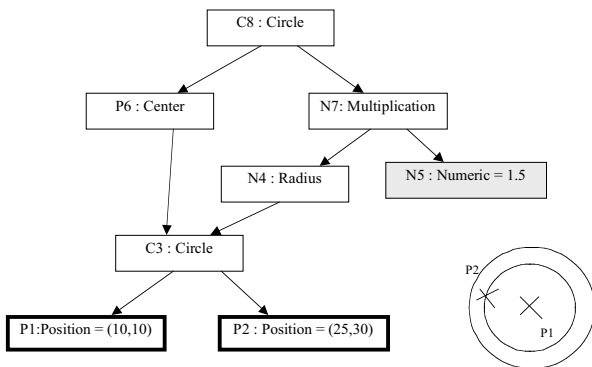 C8 : Circle
P6 : Center
N7: Multiplication
N4 : Radius
N5 : Numeric = 1.5
C3 : Circle
P1:Position = (10,10)
P2 : Position = (25,30)
P2
P1